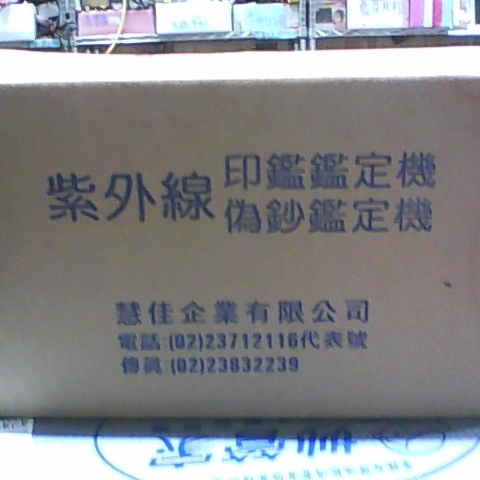 紫外線
印鑑鑑定機
偽鈔鑑定機
慧佳企業有限公司
電話:(02)23712116代表號
傳真:(02)23832239